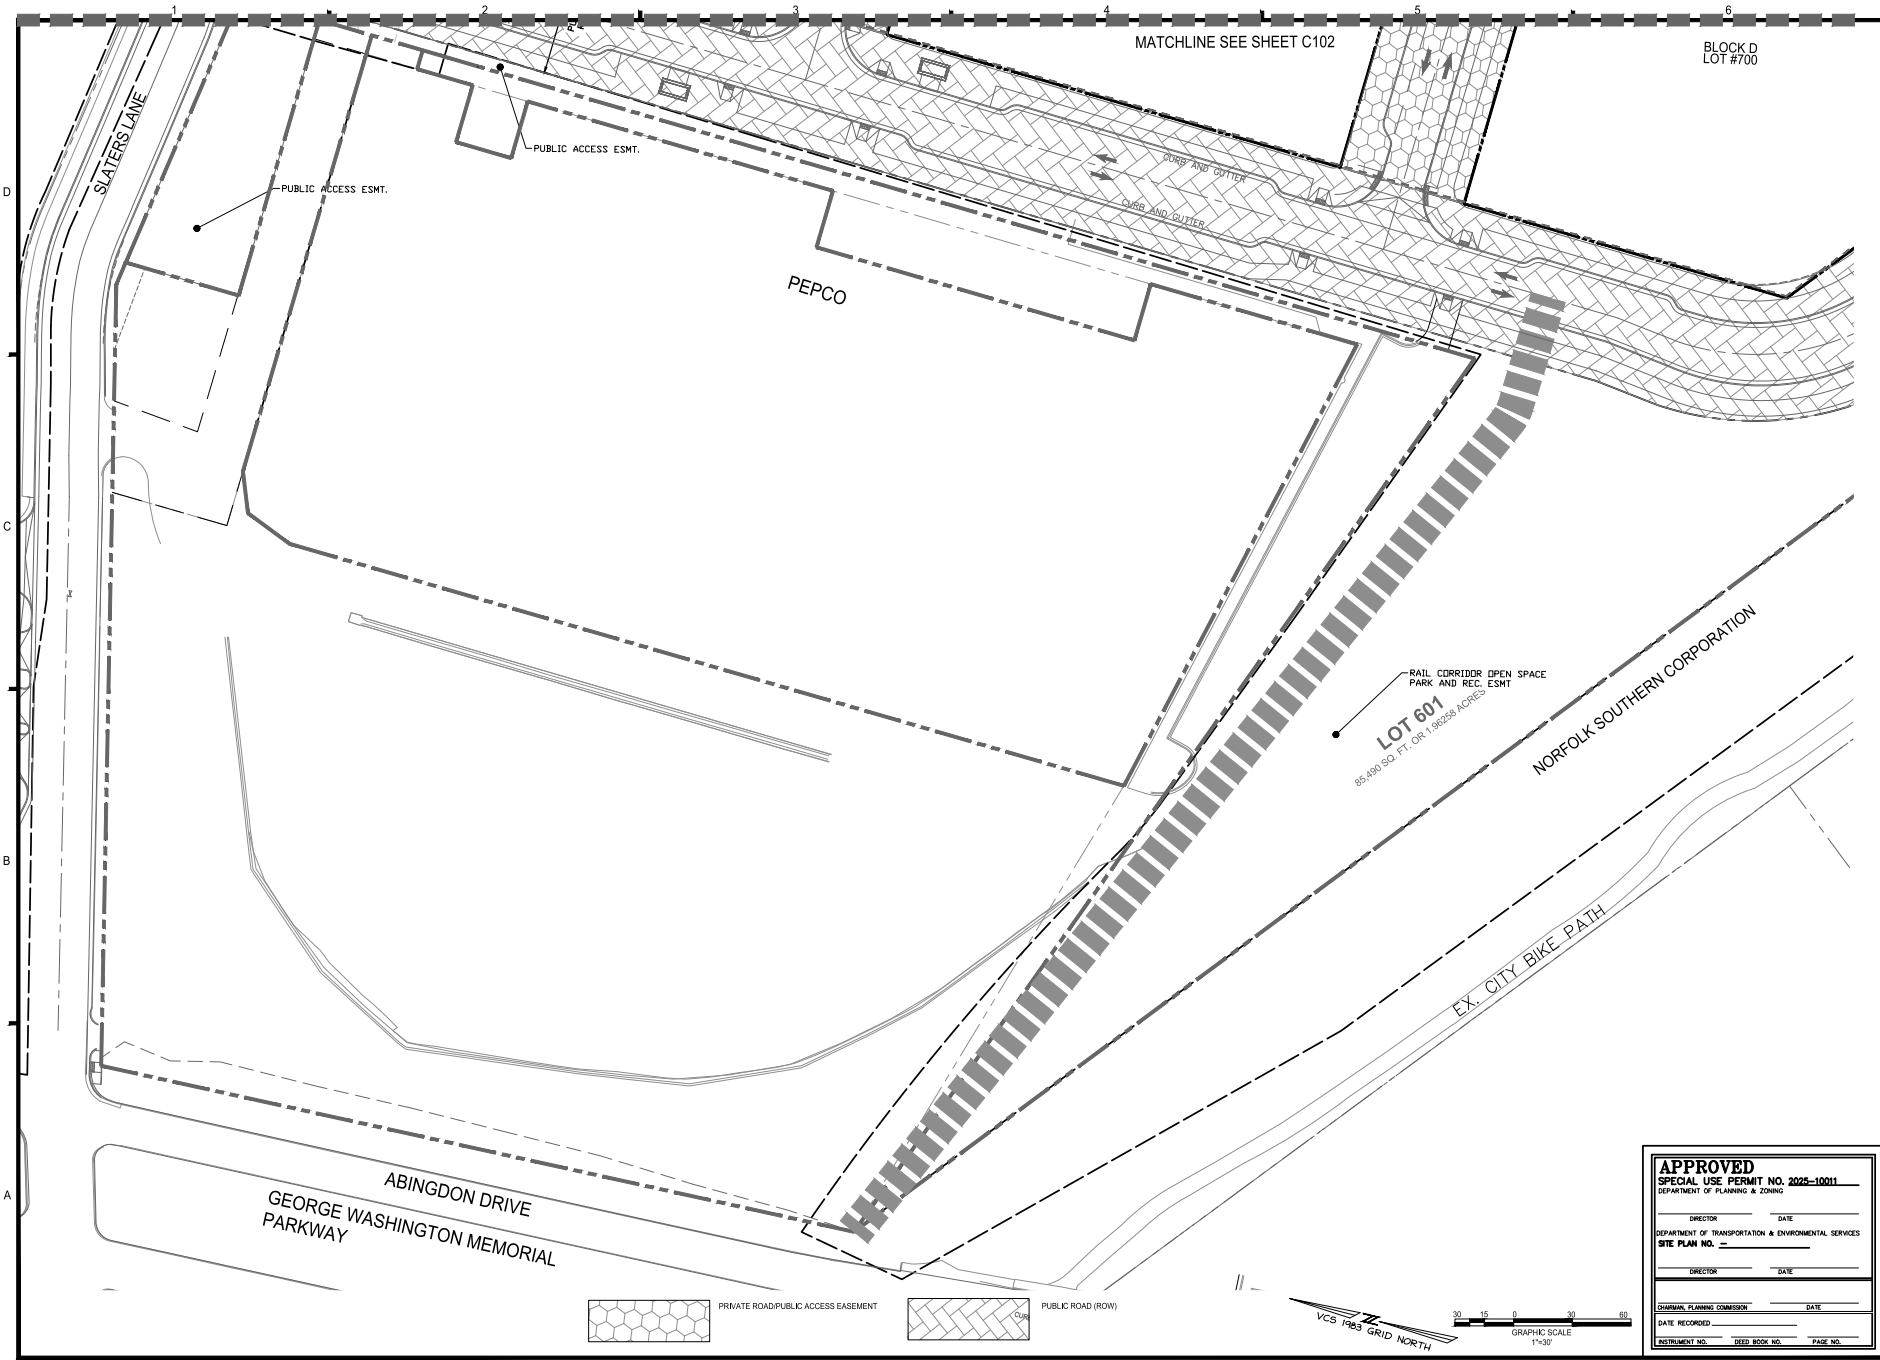 1
2
3
4
5
6
MATCHLINE SEE SHEET C102
BLOCK D
LOT #700
SLATERS LANE
PUBLIC ACCESS ESMT.
PUBLIC ACCESS ESMT.
D
CURB AND GUTTER
CURB AND GUTTER
PEPCO
C
RAIL CORRIDOR OPEN SPACE
PARK AND REC. ESMT
LOT 601
85,490 SQ. FT. OR 1.96258 ACRES
NORFOLK SOUTHERN CORPORATION
B
EX. CITY BIKE PATH
A
ABINGDON DRIVE
GEORGE WASHINGTON MEMORIAL
PARKWAY
PRIVATE ROAD/PUBLIC ACCESS EASEMENT
PUBLIC ROAD (ROW)
VCS 1983 GRID NORTH
30 15 0 30 60
GRAPHIC SCALE
1"=30'
APPROVED
SPECIAL USE PERMIT NO. 2025-10011
DEPARTMENT OF PLANNING & ZONING
DIRECTOR DATE
DEPARTMENT OF TRANSPORTATION & ENVIRONMENTAL SERVICES
SITE PLAN NO. -
DIRECTOR DATE
CHAIRMAN, PLANNING COMMISSION DATE
DATE RECORDED
INSTRUMENT NO. DEED BOOK NO. PAGE NO.